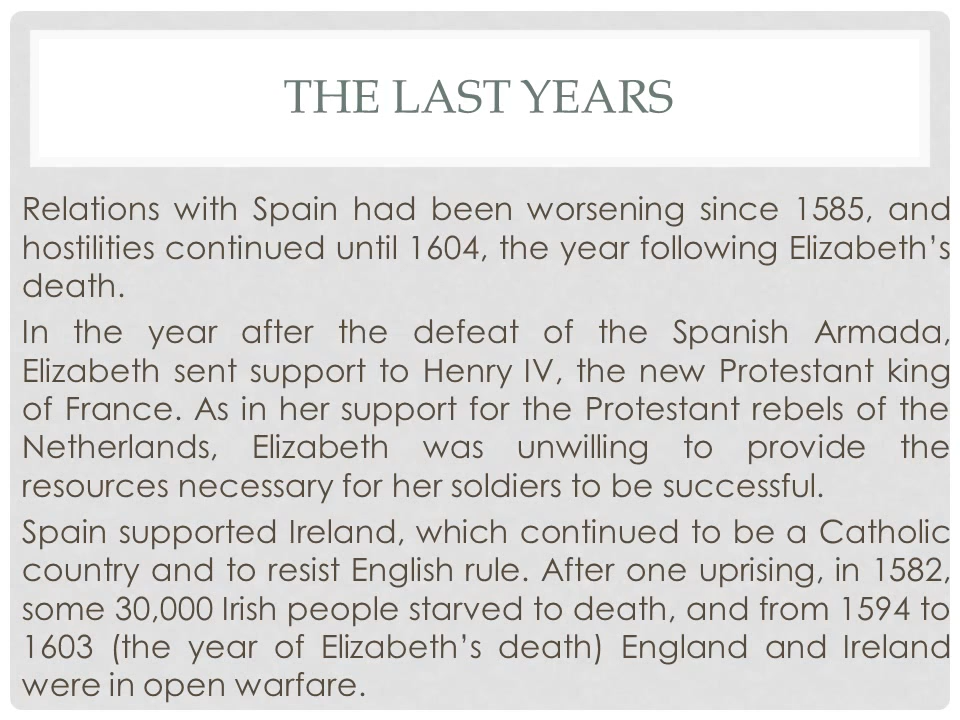 THE LAST YEARS
Relations with Spain had been worsening since 1585, and
hostilities continued until 1604, the year following Elizabeth’s
death.
In the year after the defeat of the Spanish Armada,
Elizabeth sent support to Henry IV, the new Protestant king
of France. As in her support for the Protestant rebels of the
Netherlands, Elizabeth was unwilling to provide the
resources necessary for her soldiers to be successful.
Spain supported Ireland, which continued to be a Catholic
country and to resist English rule. After one uprising, in 1582,
some 30,000 Irish people starved to death, and from 1594 to
1603 (the year of Elizabeth’s death) England and Ireland
were in open warfare.